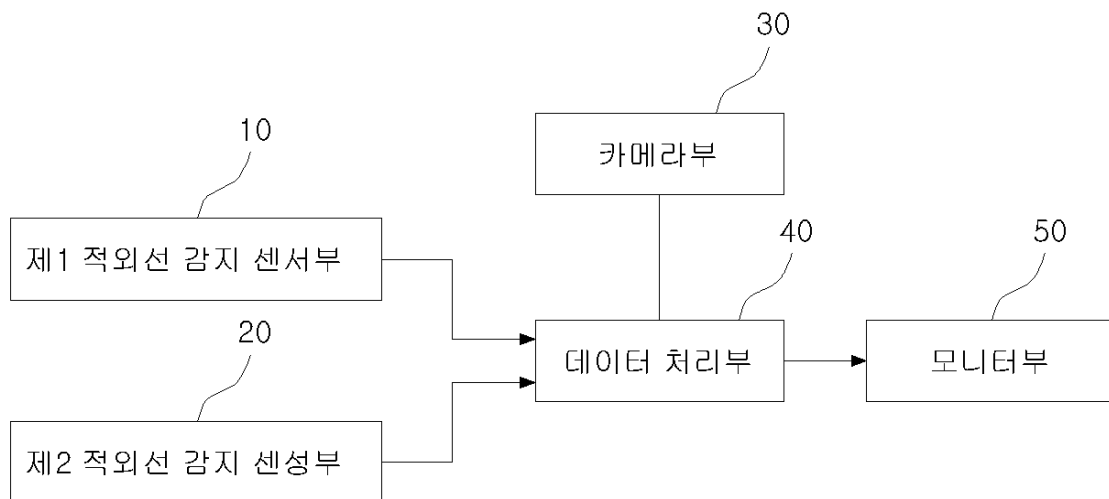 30
카메라부
10
제1 적외선 감지 센서부
40
데이터 처리부
50
모니터부
20
제2 적외선 감지 센성부